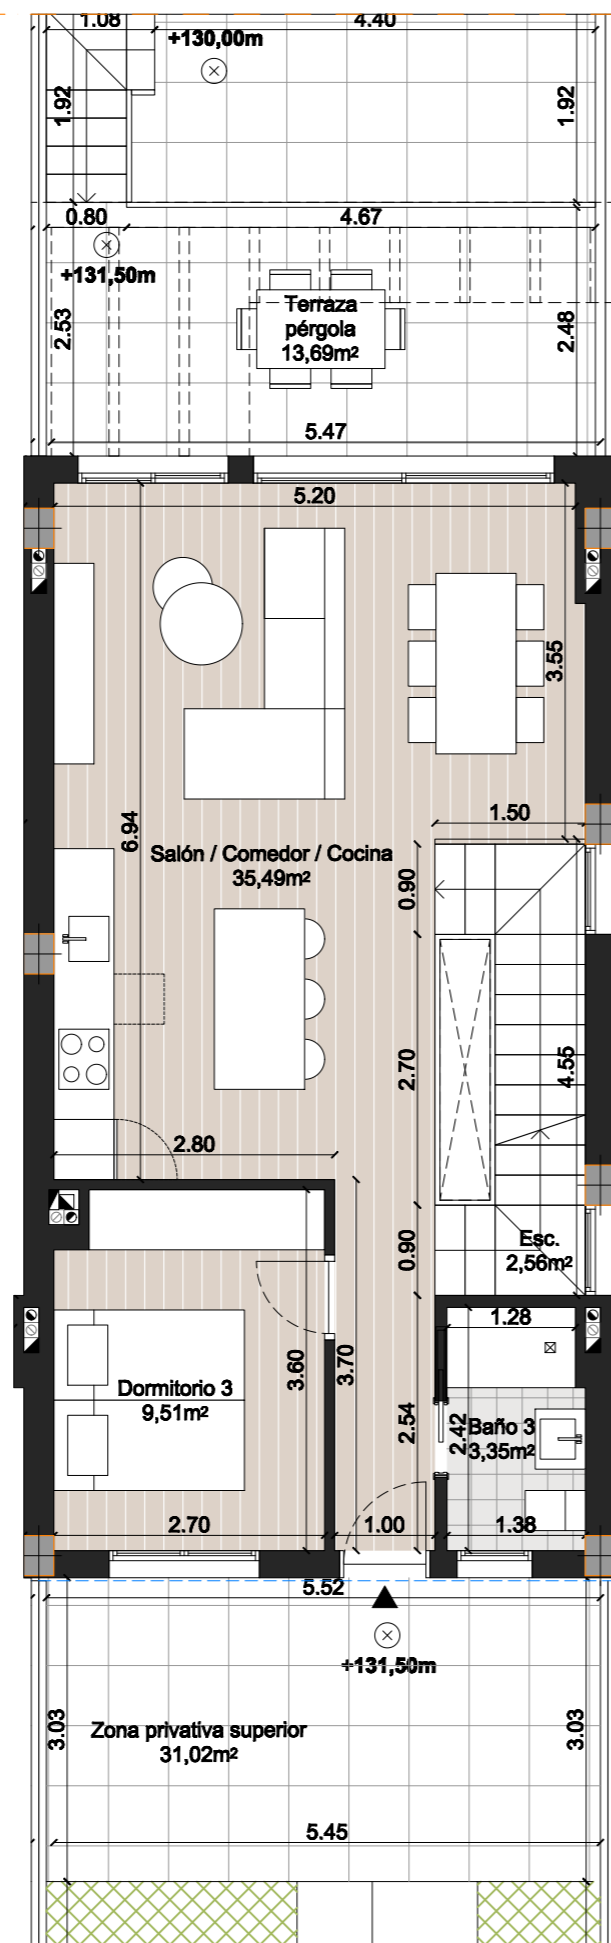 1.08
4.40
+130,00m
1.92
1.92
0.80
4.67
+131,50m
2.53
Terraza
pérgola
13,69m²
2.48
5.47
5.20
3.55
6.94
1.50
Salón / Comedor / Cocina
35,49m²
0.90
2.70
4.55
2.80
0.90
Esc.
2,56m²
1.28
3.60
3.70
Dormitorio 3
9,51m²
2.54
2.42
Baño 3
3,35m²
2.70
1.00
1.38
5.52
+131,50m
3.03
Zona privativa superior
31,02m²
3.03
5.45